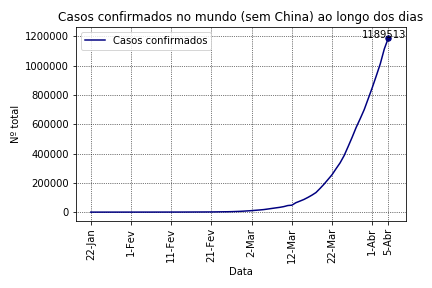 Casos confirmados no mundo (sem China) ao longo dos dias
Casos confirmados
1189513
Nº total
1200000
1000000
800000
600000
400000
200000
0
22-Jan
1-Fev
11-Fev
21-Fev
2-Mar
12-Mar
22-Mar
1-Abr
5-Abr
Data